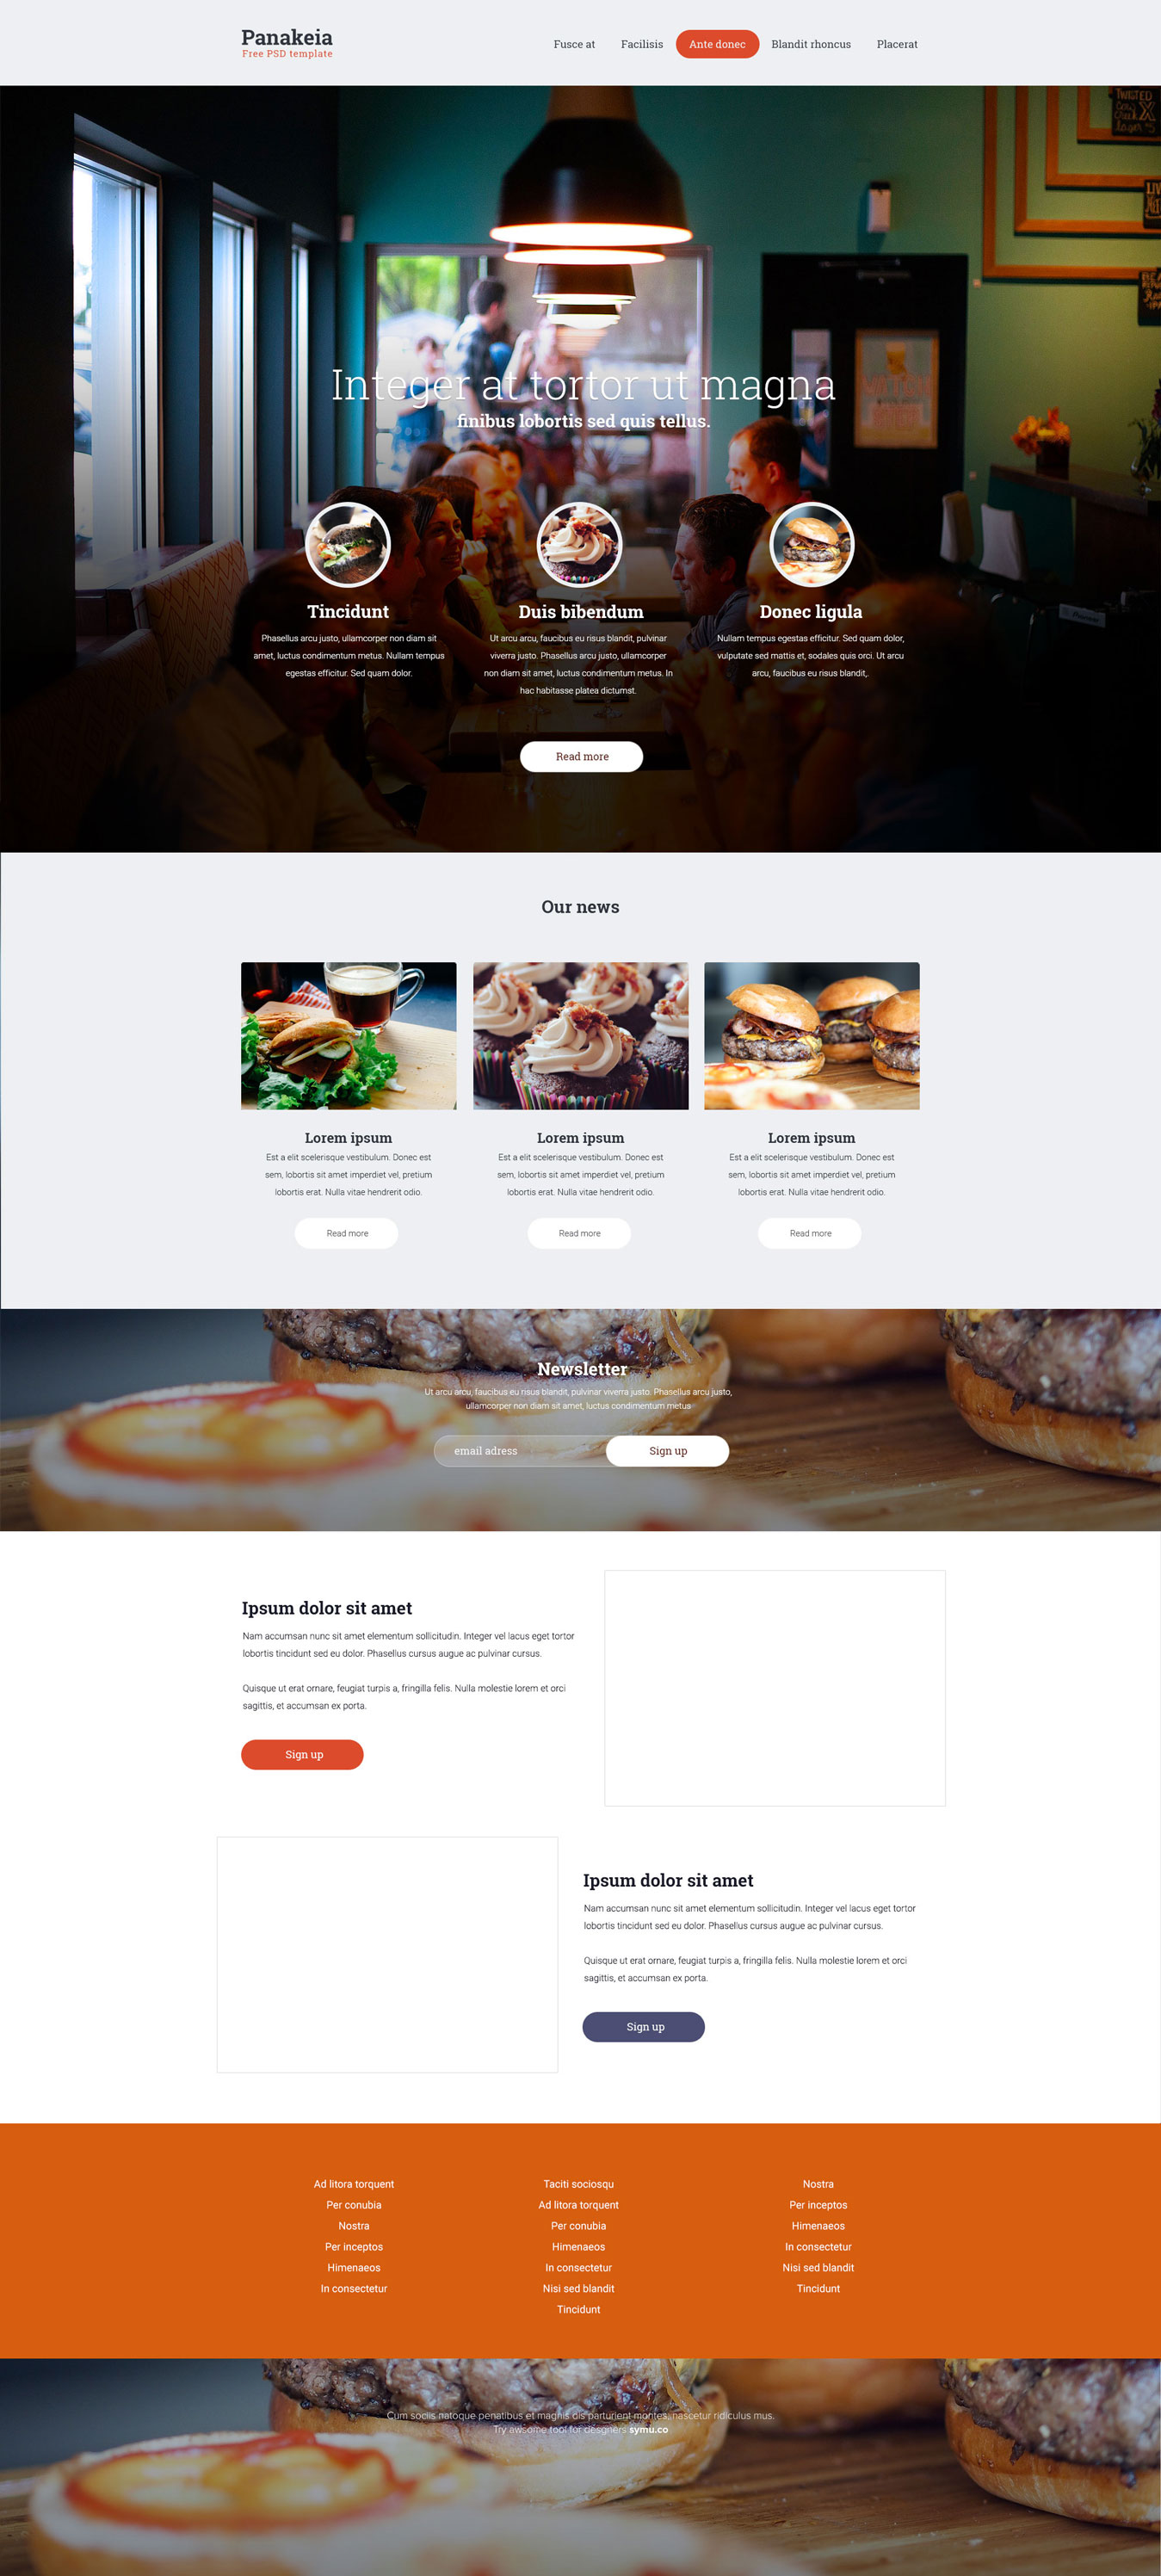 Panakeia
Free PSD template
Fusce at
Facilisis
Ante donec
Blandit rhoncus
Placerat
TWISTED
X
Integer at tortor ut magna
finibus lobortis sed quis tellus.
Tincidunt
Phasellus arcu justo, ullamcorper non diam sit
amet, luctus condimentum metus. Nullam tempus
egestas efficitur. Sed quam dolor.
Duis bibendum
Ut arcu arcu, faucibus eu risus blandit, pulvinar
viverra justo. Phasellus arcu justo, ullamcorper
non diam sit amet, luctus condimentum metus. In
hac habitasse platea dictumst.
Donec ligula
Nullam tempus egestas efficitur. Sed quam dolor,
vulputate sed mattis et, sodales quis orci. Ut arcu
arcu, faucibus eu risus blandit,.
Read more
Our news
Lorem ipsum
Est a elit scelerisque vestibulum. Donec est
sem, lobortis sit amet imperdiet vel, pretium
lobortis erat. Nulla vitae hendrerit odio.
Read more
Lorem ipsum
Est a elit scelerisque vestibulum. Donec est
sem, lobortis sit amet imperdiet vel, pretium
lobortis erat. Nulla vitae hendrerit odio.
Read more
Lorem ipsum
Est a elit scelerisque vestibulum. Donec est
sem, lobortis sit amet imperdiet vel, pretium
lobortis erat. Nulla vitae hendrerit odio.
Read more
Newsletter
Ut arcu arcu, faucibus eu risus blandit, pulvinar viverra justo. Phasellus arcu justo,
ullamcorper non diam sit amet, luctus condimentum metus
email adress
Sign up
Ipsum dolor sit amet
Nam accumsan nunc sit amet elementum sollicitudin. Integer vel lacus eget tortor
lobortis tincidunt sed eu dolor. Phasellus cursus augue ac pulvinar cursus.
Quisque ut erat ornare, feugiat turpis a, fringilla felis. Nulla molestie lorem et orci
sagittis, et accumsan ex porta.
Sign up
Ipsum dolor sit amet
Nam accumsan nunc sit amet elementum sollicitudin. Integer vel lacus eget tortor
lobortis tincidunt sed eu dolor. Phasellus cursus augue ac pulvinar cursus.
Quisque ut erat ornare, feugiat turpis a, fringilla felis. Nulla molestie lorem et orci
sagittis, et accumsan ex porta.
Sign up
Ad litora torquent
Per conubia
Nostra
Per inceptos
Himenaeos
In consectetur
Taciti sociosqu
Ad litora torquent
Per conubia
Himenaeos
In consectetur
Nisi sed blandit
Tincidunt
Nostra
Per inceptos
Himenaeos
In consectetur
Nisi sed blandit
Tincidunt
Cum sociis natoque penatibus et magnis dis parturient montes, nascetur ridiculus mus.
Try awsome tool for designers symu.co